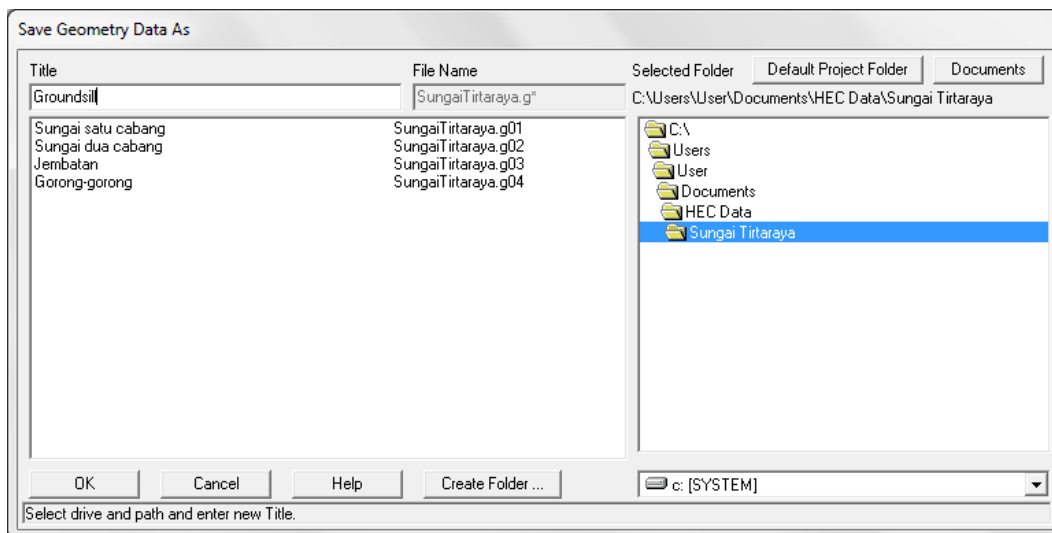 Save Geometry Data As
Title File Name Selected Folder Default Project Folder Documents
Groundsill SungaiTirtaraya.g* C:\Users\User\Documents\HEC Data\Sungai Tirtaraya
Sungai satu cabang SungaiTirtaraya.g01
Sungai dua cabang SungaiTirtaraya.g02
Jembatan SungaiTirtaraya.g03
Gorong-gorong SungaiTirtaraya.g04
C:\
Users
User
Documents
HEC Data
Sungai Tirtaraya
OK Cancel Help Create Folder ... c: [SYSTEM]
Select drive and path and enter new Title.